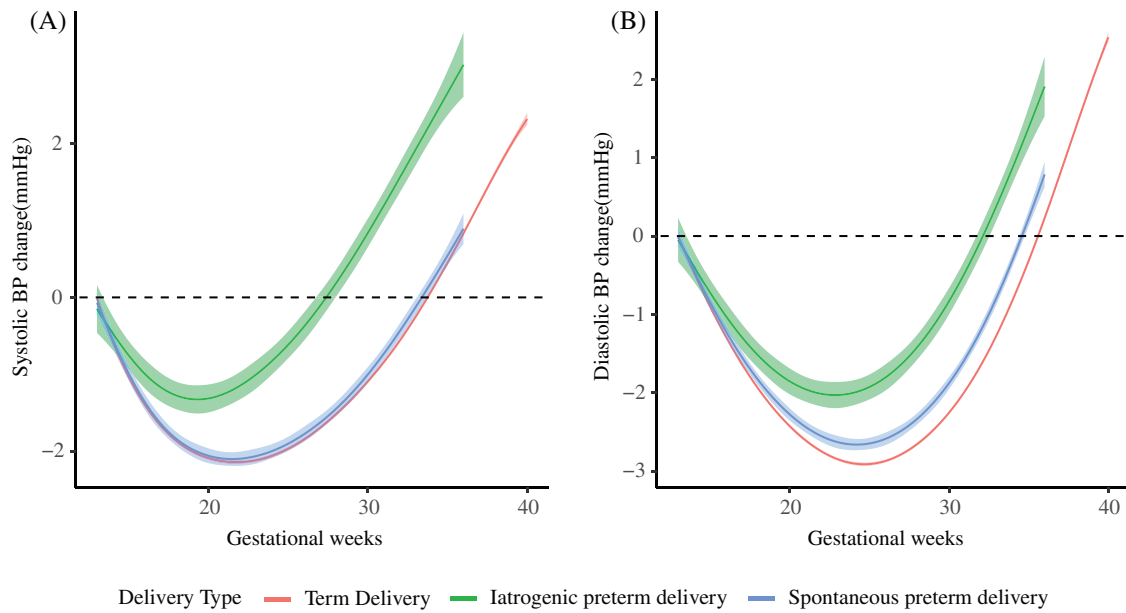 (A)
Systolic BP change(mmHg)
2
0
−2
20
30
40
Gestational weeks
(B)
Diastolic BP change(mmHg)
2
1
0
−1
−2
−3
20
30
40
Gestational weeks
Delivery Type Term Delivery Iatrogenic preterm delivery Spontaneous preterm delivery